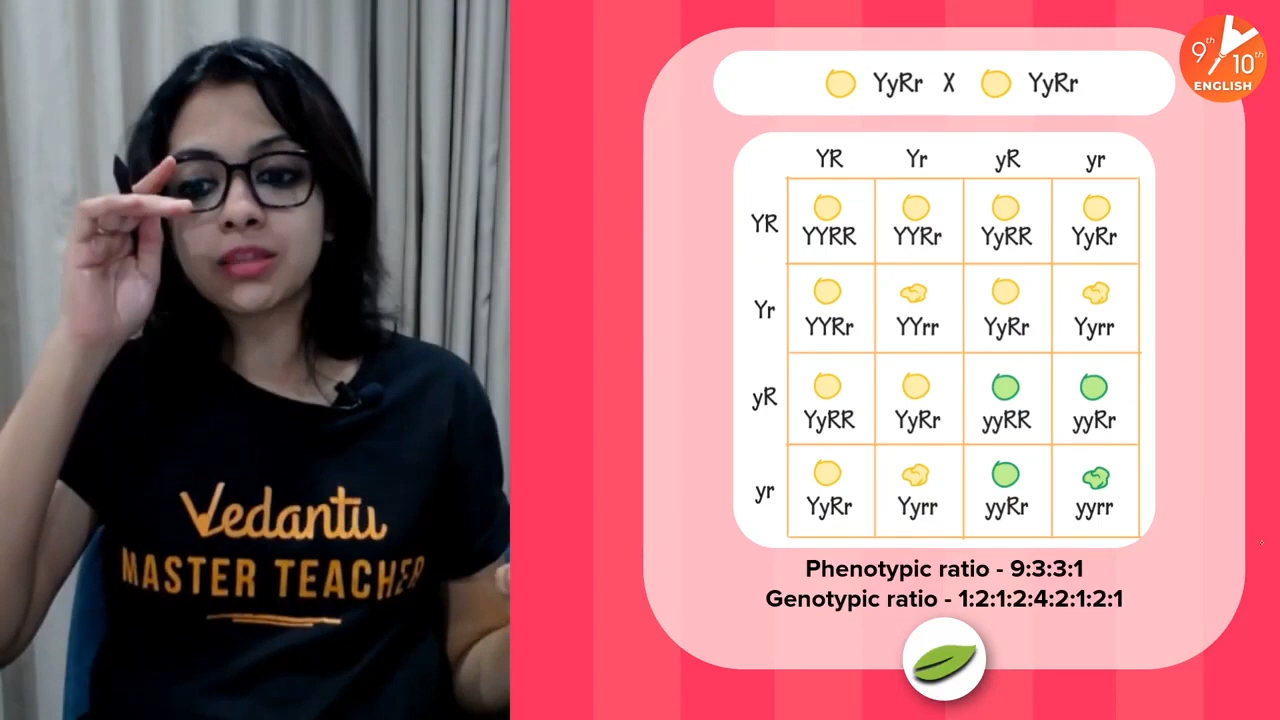 Vedantu
MASTER TEACHER
9th
10th
ENGLISH
YyRr X YyRr
YR Yr yR yr
YR YYRR YYRr YyRR YyRr
Yr YYRr YYrr YyRr Yyrr
yR YyRR YyRr yyRR yyRr
yr YyRr Yyrr yyRr yyrr
Phenotypic ratio - 9:3:3:1
Genotypic ratio - 1:2:1:2:4:2:1:2:1